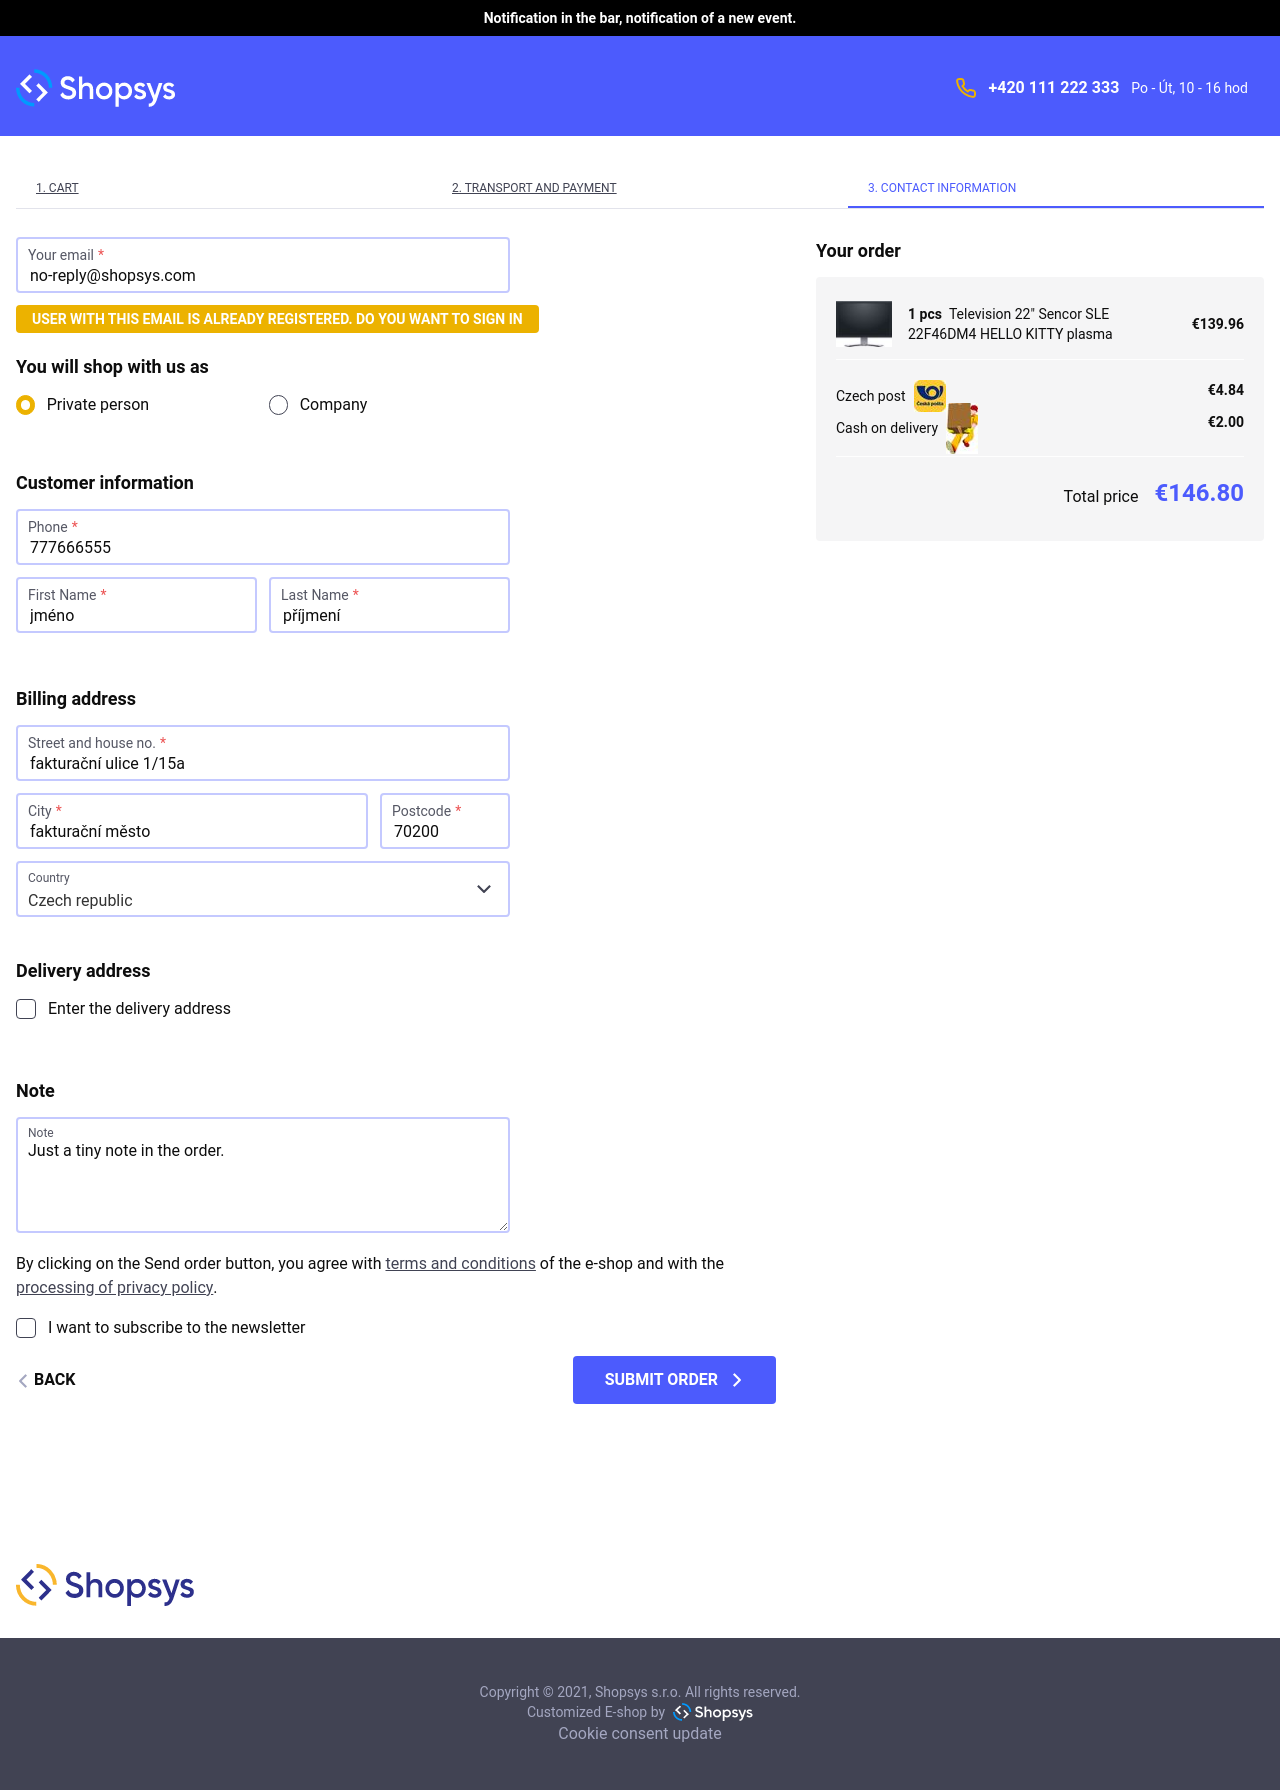 Notification in the bar, notification of a new event.
Shopsys
+420 111 222 333 Po - Út, 10 - 16 hod
1. CART
2. TRANSPORT AND PAYMENT
3. CONTACT INFORMATION
Your email *
no-reply@shopsys.com
USER WITH THIS EMAIL IS ALREADY REGISTERED. DO YOU WANT TO SIGN IN
You will shop with us as
Private person
Company
Customer information
Phone *
777666555
First Name *
jméno
Last Name *
příjmení
Billing address
Street and house no. *
fakturační ulice 1/15a
City *
fakturační město
Postcode *
70200
Country
Czech republic
Delivery address
Enter the delivery address
Note
Note
Just a tiny note in the order.
By clicking on the Send order button, you agree with terms and conditions of the e-shop and with the
processing of privacy policy.
I want to subscribe to the newsletter
BACK
SUBMIT ORDER
Your order
1 pcs Television 22" Sencor SLE
22F46DM4 HELLO KITTY plasma
€139.96
Czech post
Česká pošta
€4.84
Cash on delivery
€2.00
Total price €146.80
Shopsys
Copyright © 2021, Shopsys s.r.o. All rights reserved.
Customized E-shop by Shopsys
Cookie consent update